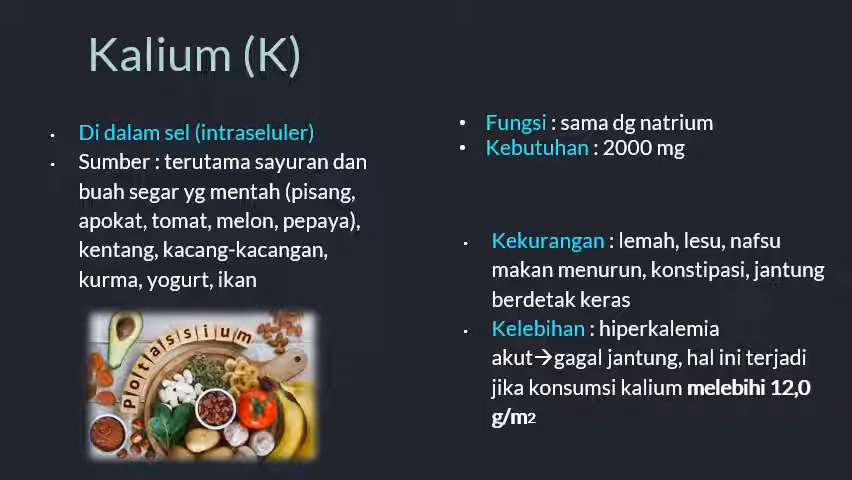 Kalium (K)
• Di dalam sel (intraseluler)
• Sumber : terutama sayuran dan
buah segar yg mentah (pisang,
apokat, tomat, melon, pepaya),
kentang, kacang-kacangan,
kurma, yogurt, ikan
Potassium
• Fungsi : sama dg natrium
• Kebutuhan : 2000 mg
• Kekurangan : lemah, lesu, nafsu
makan menurun, konstipasi, jantung
berdetak keras
• Kelebihan : hiperkalemia
akut→gagal jantung, hal ini terjadi
jika konsumsi kalium melebihi 12,0
g/m2